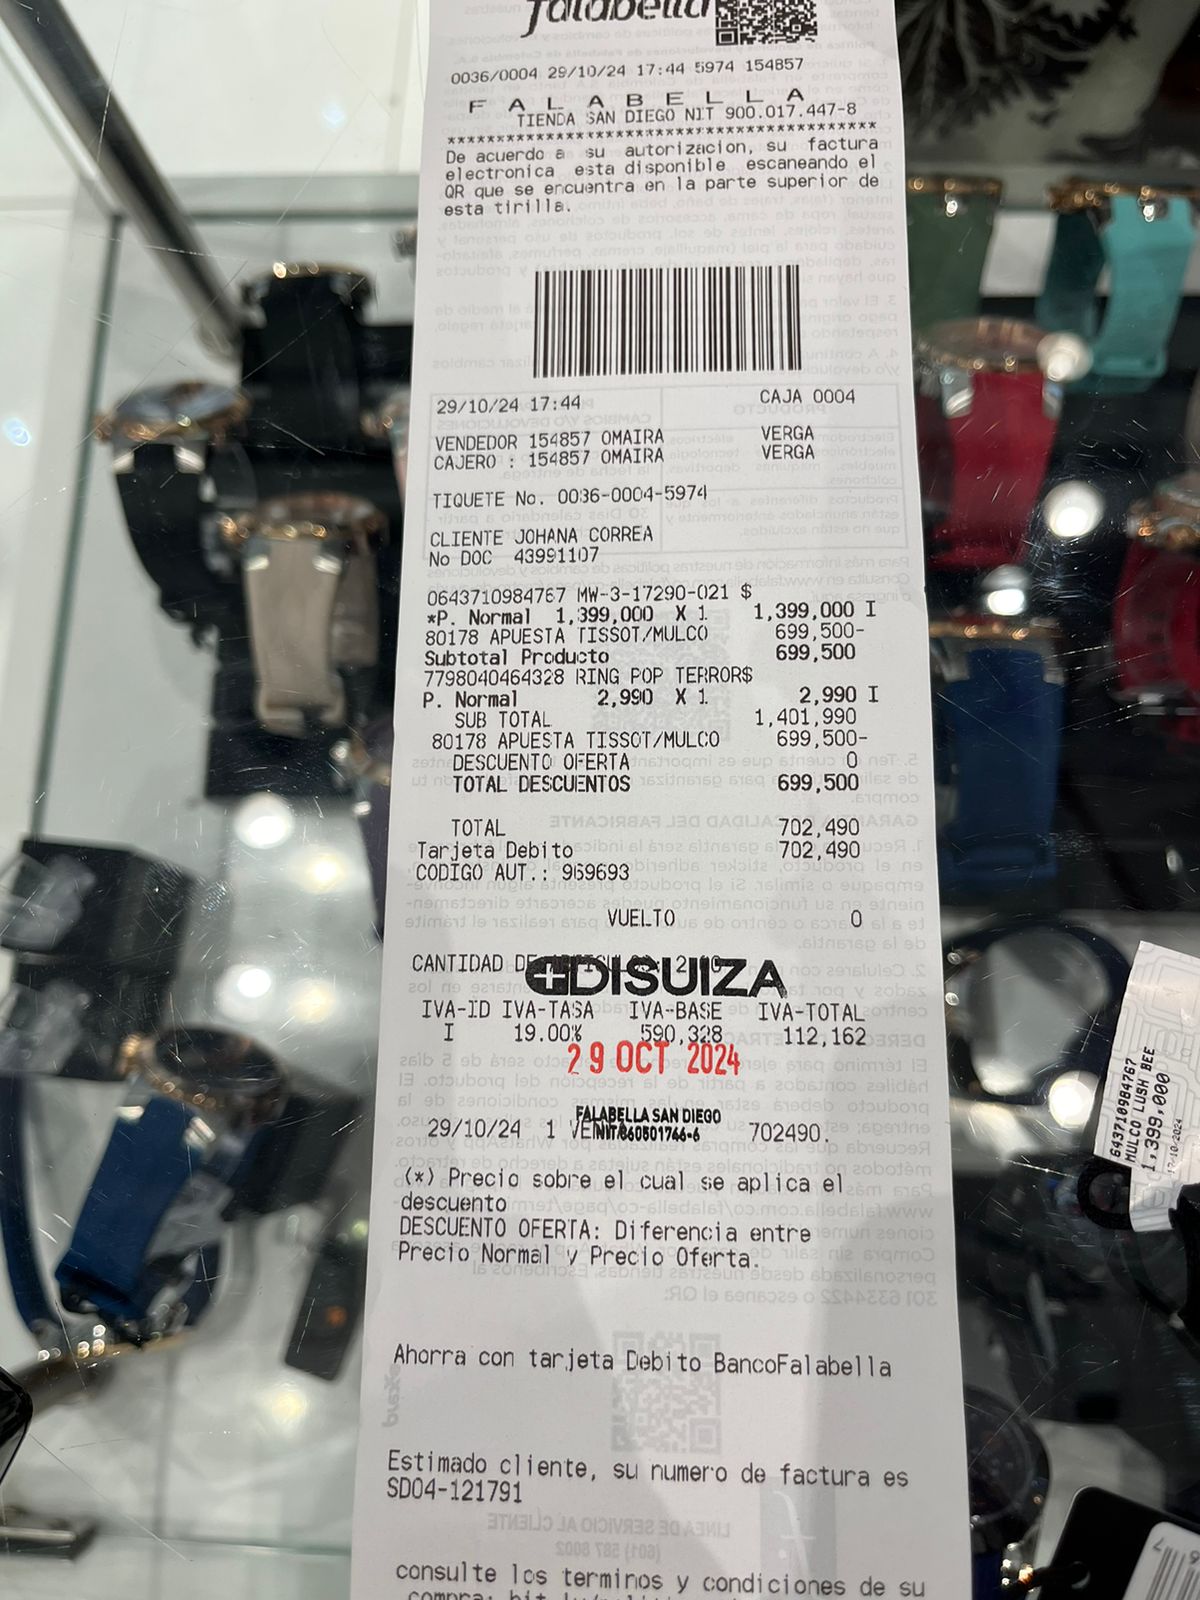 falabella
0036/0004 29/10/24 17:44 5974 154857
F A L A B E L L A
TIENDA SAN DIEGO NIT 900.017.447-8
******************************************
De acuerdo a su autorizacion, su factura
electronica esta disponible escaneando el
QR que se encuentra en la parte superior de
esta tirilla.
29/10/24 17:44 CAJA 0004
VENDEDOR 154857 OMAIRA VERGA
CAJERO : 154857 OMAIRA VERGA
TIQUETE No. 0036-0004-5974
CLIENTE JOHANA CORREA
No DOC 43991107
0643710984767 MW-3-17290-021 $
*P. Normal 1,399,000 X 1 1,399,000 I
80178 APUESTA TISSOT/MULCO 699,500-
Subtotal Producto 699,500
7798040464328 RING POP TERROR$
P. Normal 2,990 X 1 2,990 I
SUB TOTAL 1,401,990
80178 APUESTA TISSOT/MULCO 699,500-
DESCUENTO OFERTA 0
TOTAL DESCUENTOS 699,500
TOTAL 702,490
Tarjeta Debito 702,490
CODIGO AUT.: 969693
VUELTO 0
CANTIDAD DE
DISUIZA
IVA-ID IVA-TASA IVA-BASE IVA-TOTAL
I 19.00% 590,328 112,162
29 OCT 2024
FALABELLA SAN DIEGO
NIT/860501766-6
29/10/24 1 702490.
(*) Precio sobre el cual se aplica el
descuento
DESCUENTO OFERTA: Diferencia entre
Precio Normal y Precio Oferta.
Ahorra con tarjeta Debito BancoFalabella
Estimado cliente, su numero de factura es
SD04-121791
consulte los terminos y condiciones de su
643710984767
MULCO LUSH BEE
1,399,000
17-10-2024